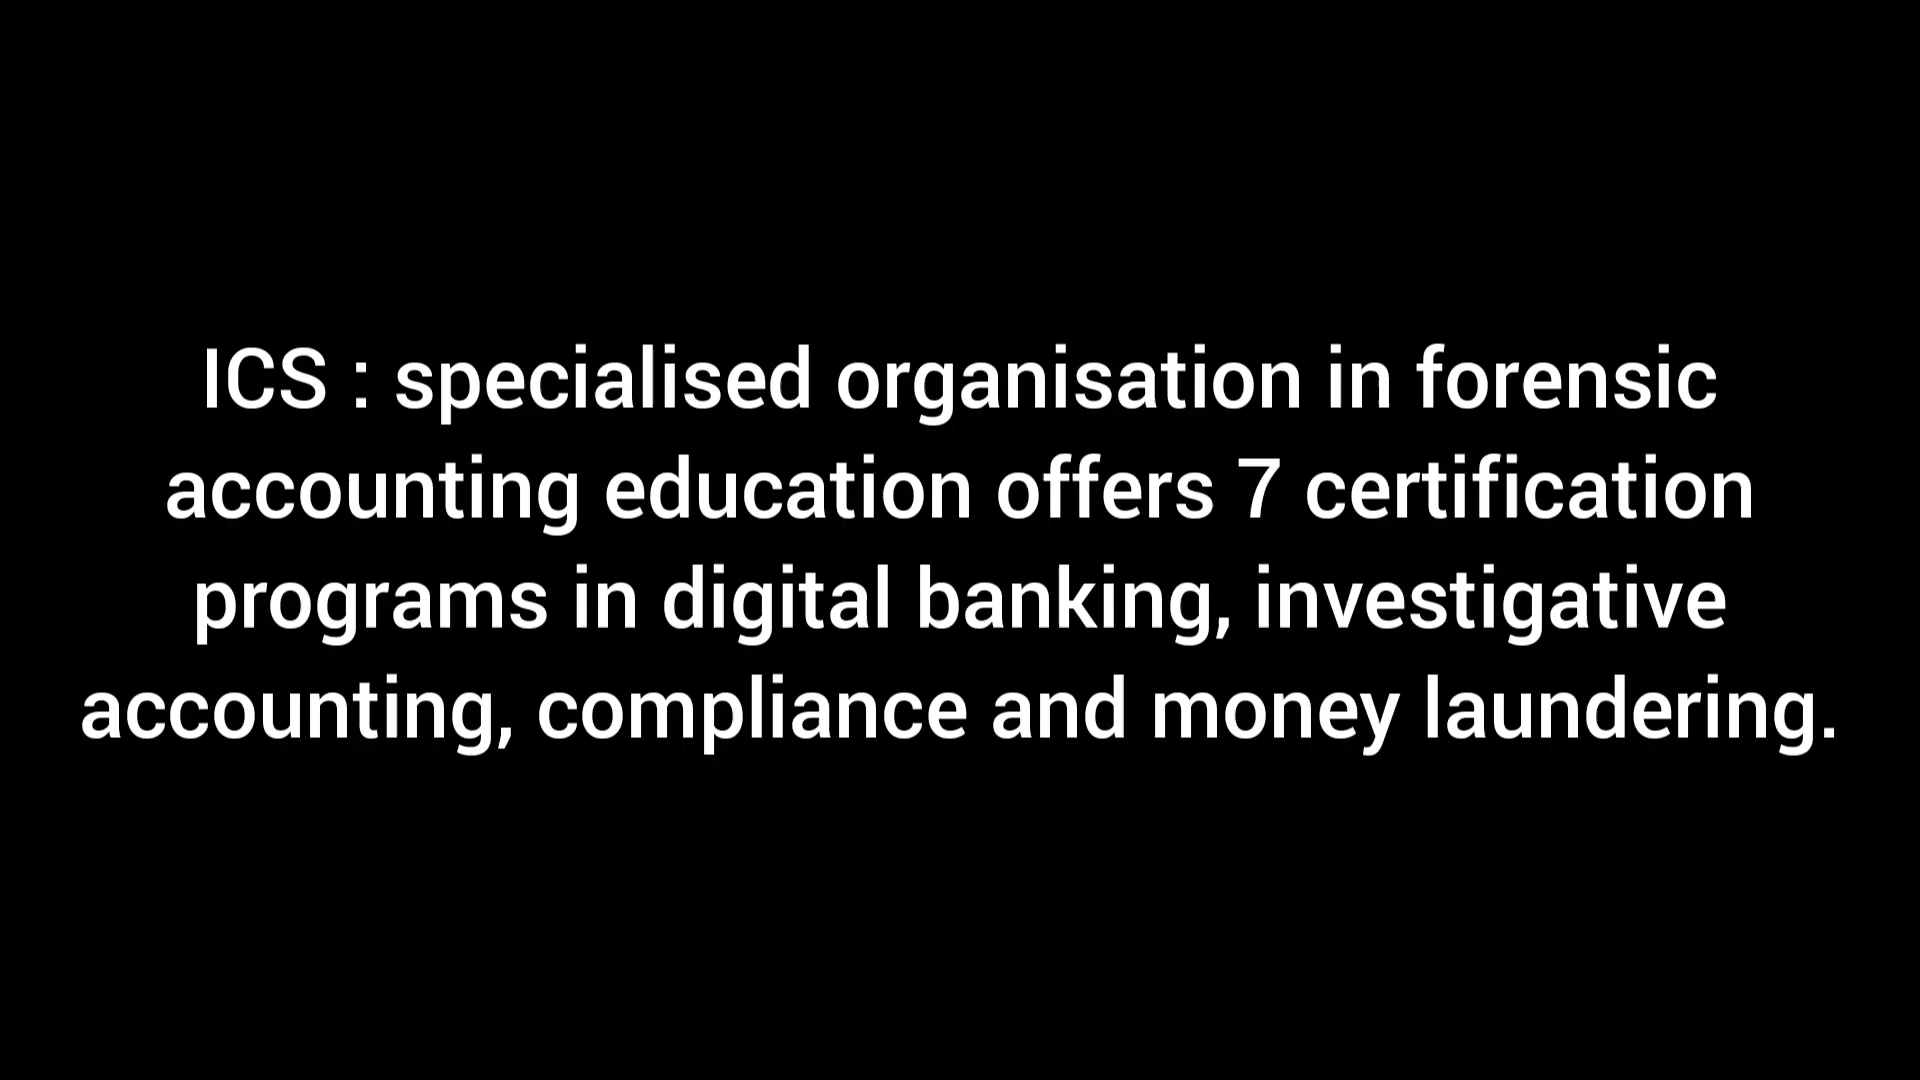 ICS : specialised organisation in forensic
accounting education offers 7 certification
programs in digital banking, investigative
accounting, compliance and money laundering.